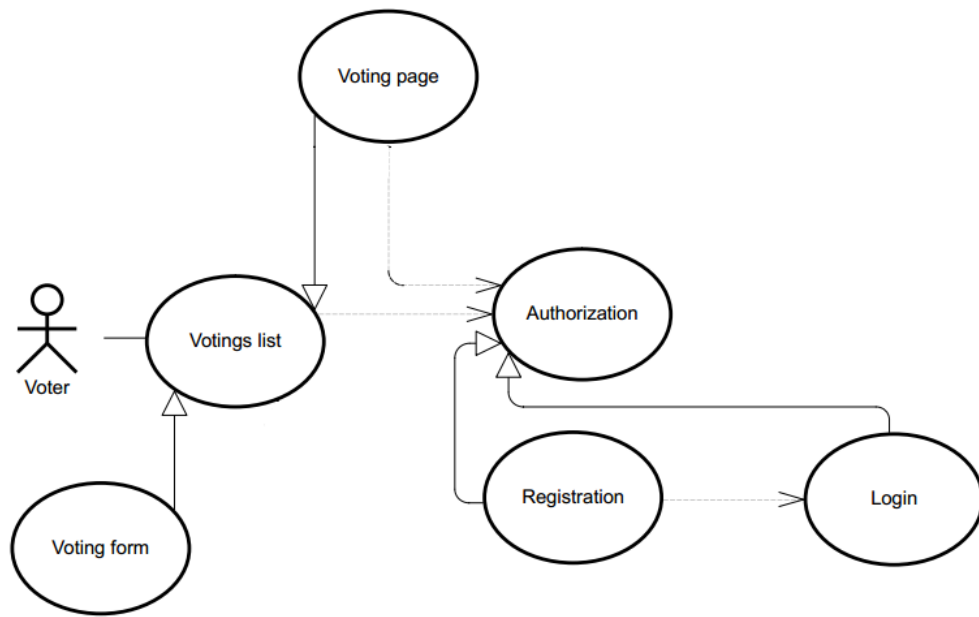 Voting page
Authorization
Votings list
Voter
Registration
Login
Voting form